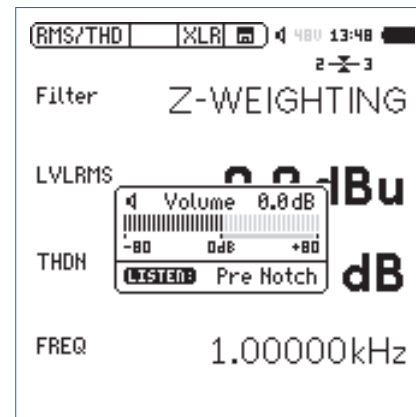 RMS/THD XLR 48V 13:48
2 3
Filter Z-WEIGHTING
LVLRMS dBu
Volume 0.0dB
-80 0dB +80
LISTEN: Pre Notch
THDN dB
FREQ 1.00000kHz